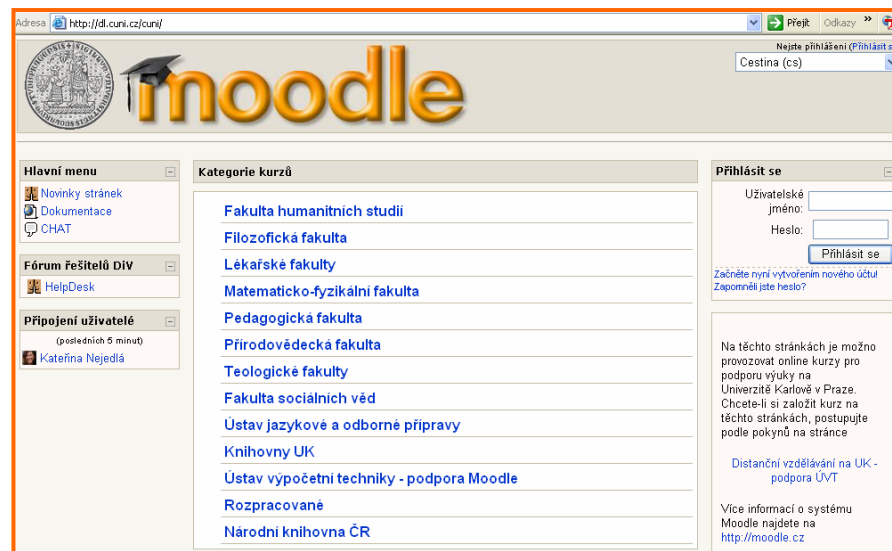 Adresa http://dl.cuni.cz/cuni/ Přejít Odkazy »
Nejste přihlášeni (Přihlásit s
Cestina (cs)
moodle
Hlavní menu
Novinky stránek
Dokumentace
CHAT
Fórum řešitelů DiV
HelpDesk
Připojení uživatelé
(posledních 5 minut)
Kateřina Nejedlá
Kategorie kurzů
Fakulta humanitních studií
Filozofická fakulta
Lékařské fakulty
Matematicko-fyzikální fakulta
Pedagogická fakulta
Přírodovědecká fakulta
Teologické fakulty
Fakulta sociálních věd
Ústav jazykové a odborné přípravy
Knihovny UK
Ústav výpočetní techniky - podpora Moodle
Rozpracované
Národní knihovna ČR
Přihlásit se
Uživatelské
jméno:
Heslo:
Přihlásit se
Začněte nyní vytvořením nového účtu!
Zapomněli jste heslo?
Na těchto stránkách je možno
provozovat online kurzy pro
podporu výuky na
Univerzitě Karlově v Praze.
Chcete-li si založit kurz na
těchto stránkách, postupujte
podle pokynů na stránce
Distanční vzdělávání na UK -
podpora ÚVT
Více informací o systému
Moodle najdete na
http://moodle.cz